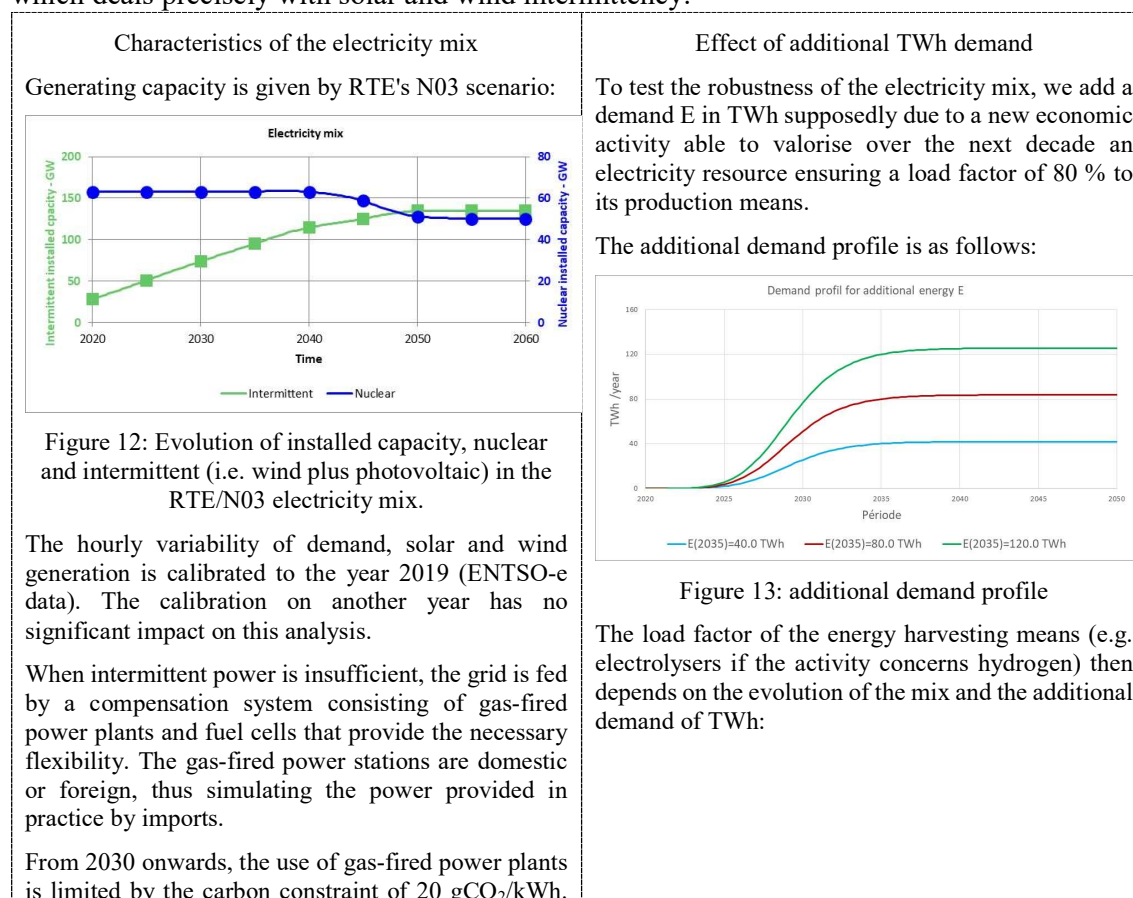 which deals precisely with solar and wind intermittency.
Characteristics of the electricity mix
Generating capacity is given by RTE's N03 scenario:
Electricity mix
Intermittent installed cpacity - GW
200
150
100
50
0
80
60
40
20
0
Nuclear installed capacity - GW
2020
2030
2040
2050
2060
Time
Intermittent
Nuclear
Figure 12: Evolution of installed capacity, nuclear
and intermittent (i.e. wind plus photovoltaic) in the
RTE/N03 electricity mix.
The hourly variability of demand, solar and wind
generation is calibrated to the year 2019 (ENTSO-e
data). The calibration on another year has no
significant impact on this analysis.
When intermittent power is insufficient, the grid is fed
by a compensation system consisting of gas-fired
power plants and fuel cells that provide the necessary
flexibility. The gas-fired power stations are domestic
or foreign, thus simulating the power provided in
practice by imports.
From 2030 onwards, the use of gas-fired power plants
is limited by the carbon constraint of 20 gCO₂/kWh.
Effect of additional TWh demand
To test the robustness of the electricity mix, we add a
demand E in TWh supposedly due to a new economic
activity able to valorise over the next decade an
electricity resource ensuring a load factor of 80 % to
its production means.
The additional demand profile is as follows:
Demand profil for additional energy E
TWh /year
160
120
80
40
0
2020
2025
2030
2035
2040
2045
2050
Période
E(2035)=40.0 TWh
E(2035)=80.0 TWh
E(2035)=120.0 TWh
Figure 13: additional demand profile
The load factor of the energy harvesting means (e.g.
electrolysers if the activity concerns hydrogen) then
depends on the evolution of the mix and the additional
demand of TWh: